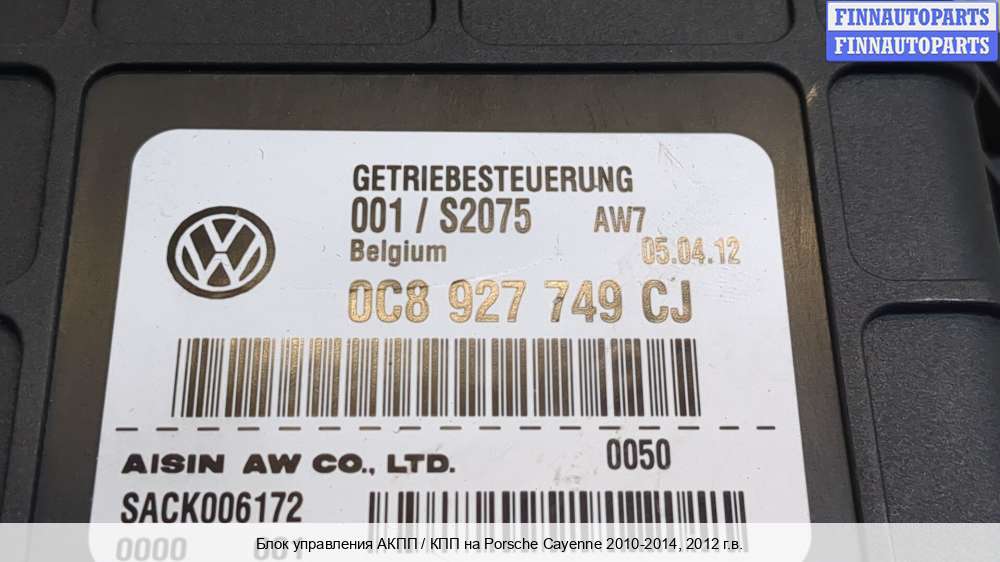 FINNAUTOPARTS
FINNAUTOPARTS
GETRIEBESTEUERUNG
001 / S2075 AW7
Belgium 05.04.12
0C8 927 749 CJ
AISIN AW CO., LTD. 0050
SACK006172
0000 001
Блок управления АКПП / КПП на Porsche Cayenne 2010-2014, 2012 г.в.